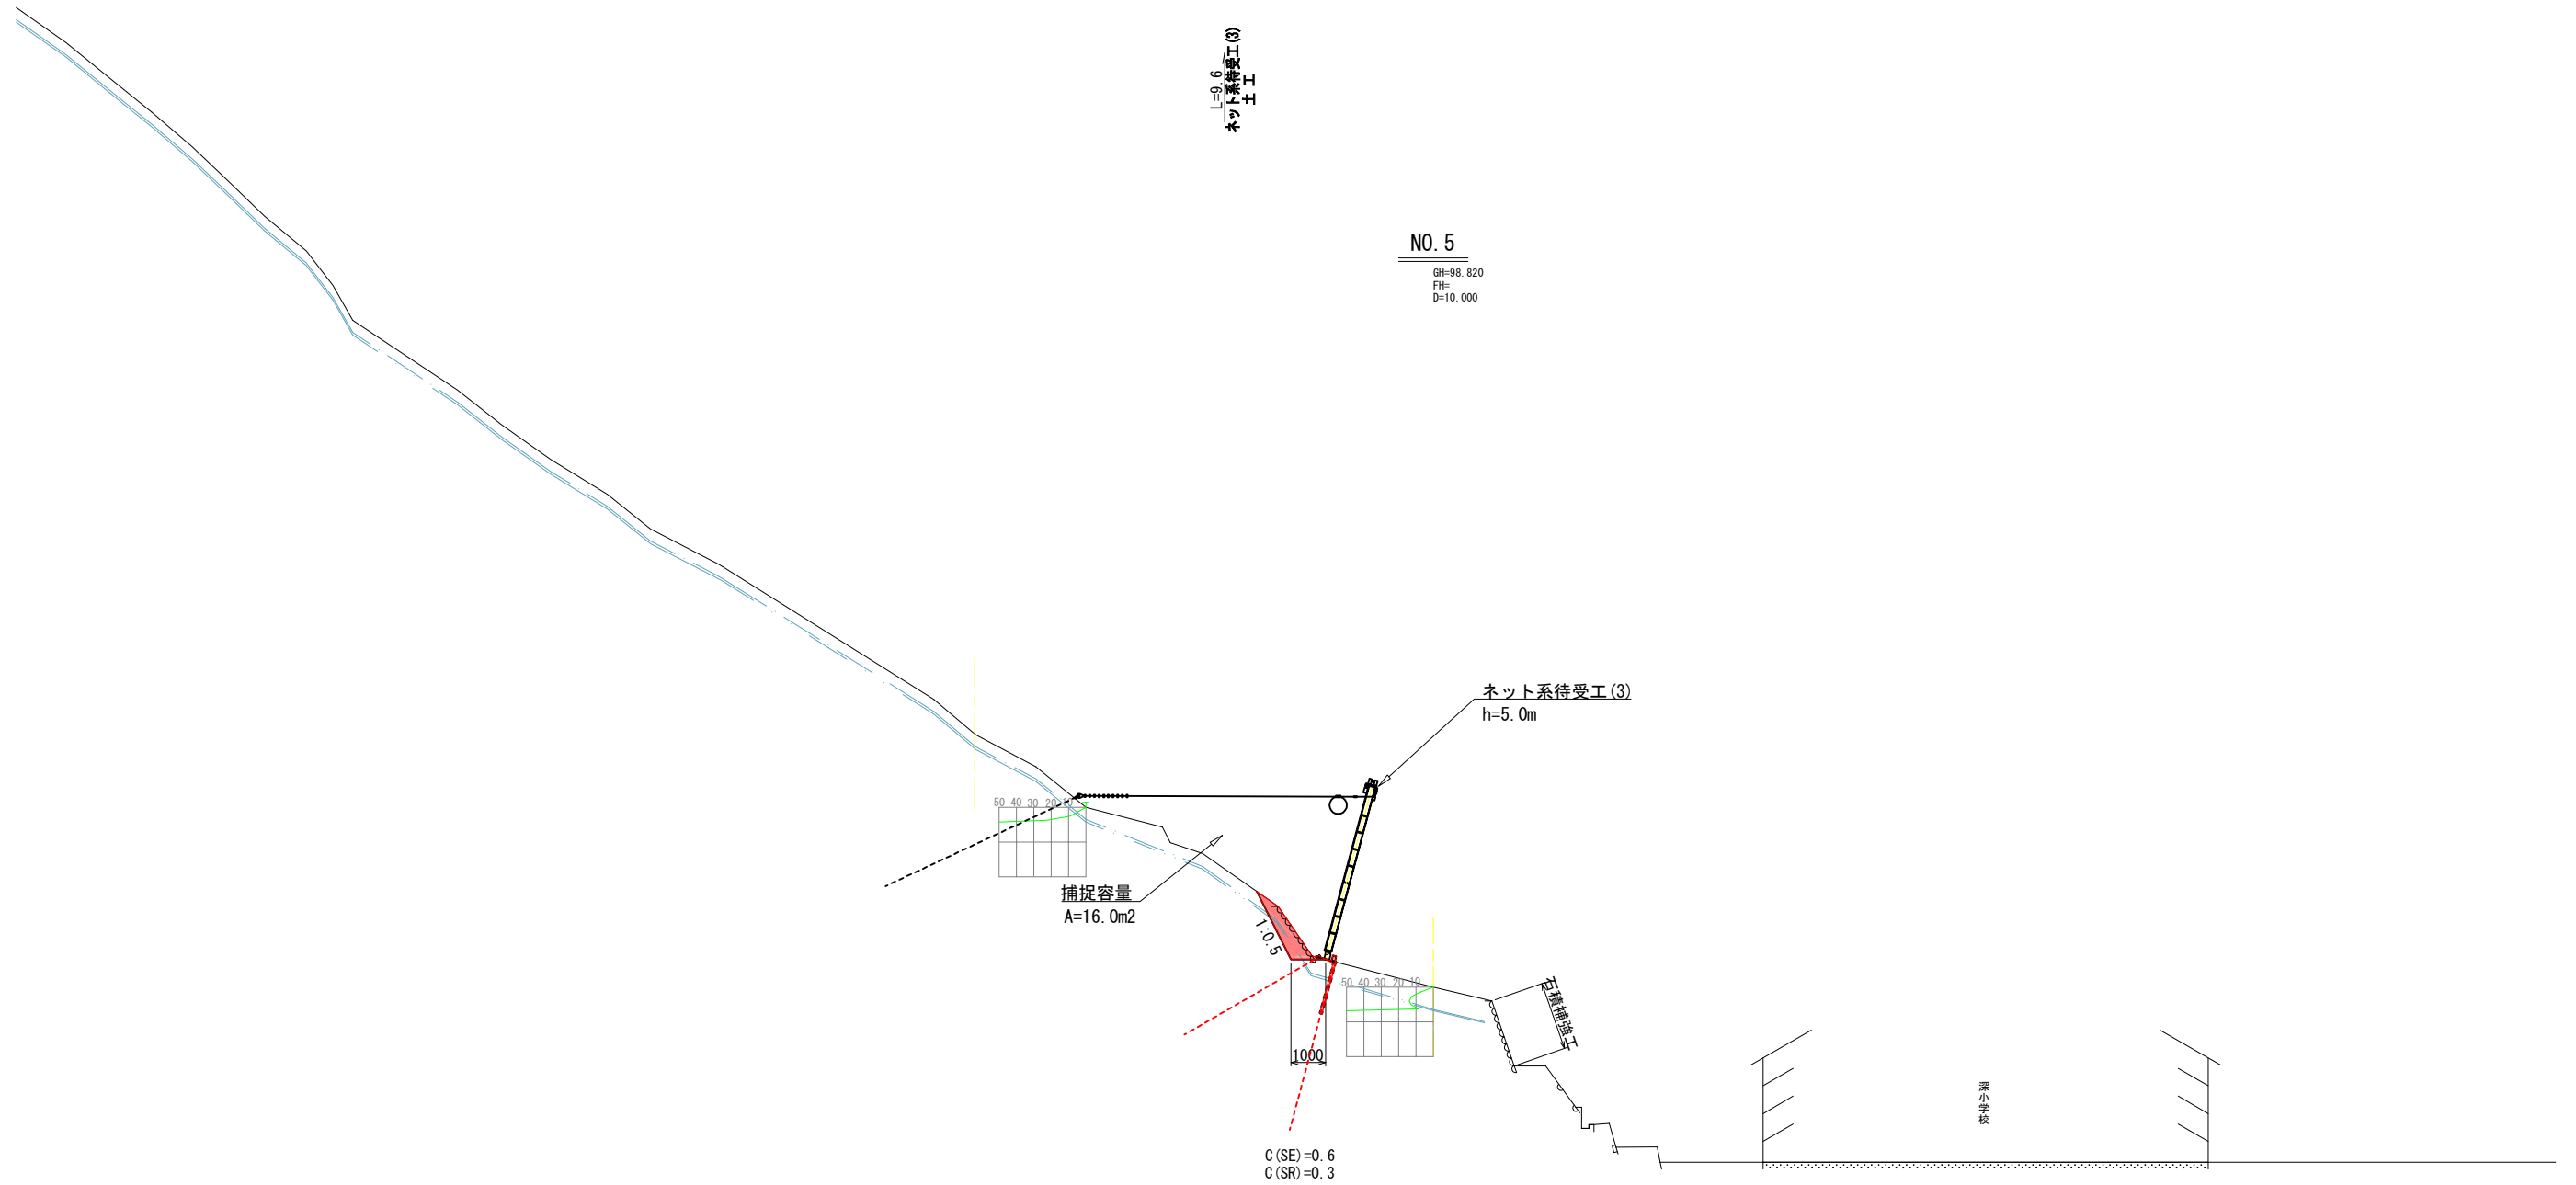 L=9.6
ネット系待受工(3)
土 工
NO.5
GH=98.820
FH=
D=10.000
ネット系待受工(3)
h=5.0m
50 40 30 20 10
捕捉容量
A=16.0m2
1:0.5
50 40 30 20 10
石積補強工
1000
深小学校
C(SE)=0.6
C(SR)=0.3